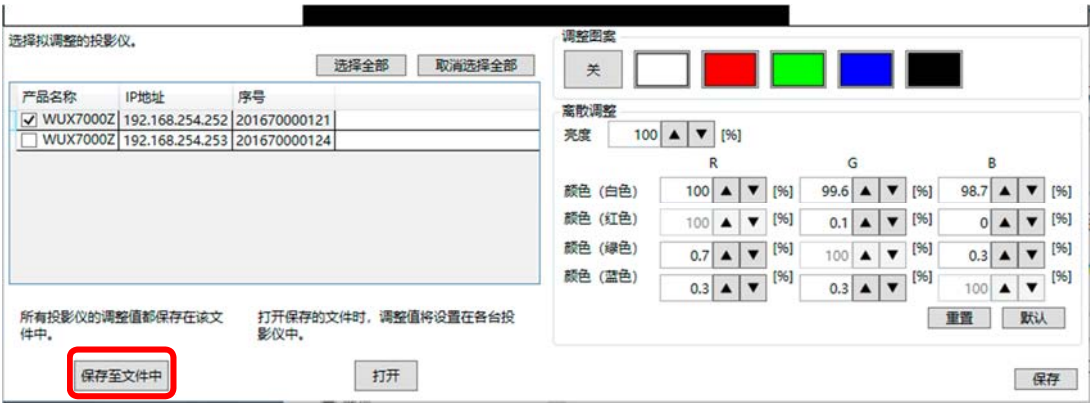 选择拟调整的投影仪。
选择全部 取消选择全部
产品名称 IP地址 序号
WUX7000Z 192.168.254.252 201670000121
WUX7000Z 192.168.254.253 201670000124
所有投影仪的调整值都保存在该文
件中。
打开保存的文件时，调整值将设置在各台投
影仪中。
保存至文件中 打开
调整图案
关
离散调整
亮度 100 [%]
R G B
颜色（白色） 100 [%] 99.6 [%] 98.7 [%]
颜色（红色） 100 [%] 0.1 [%] 0 [%]
颜色（绿色） 0.7 [%] 100 [%] 0.3 [%]
颜色（蓝色） 0.3 [%] 0.3 [%] 100 [%]
重置 默认
保存